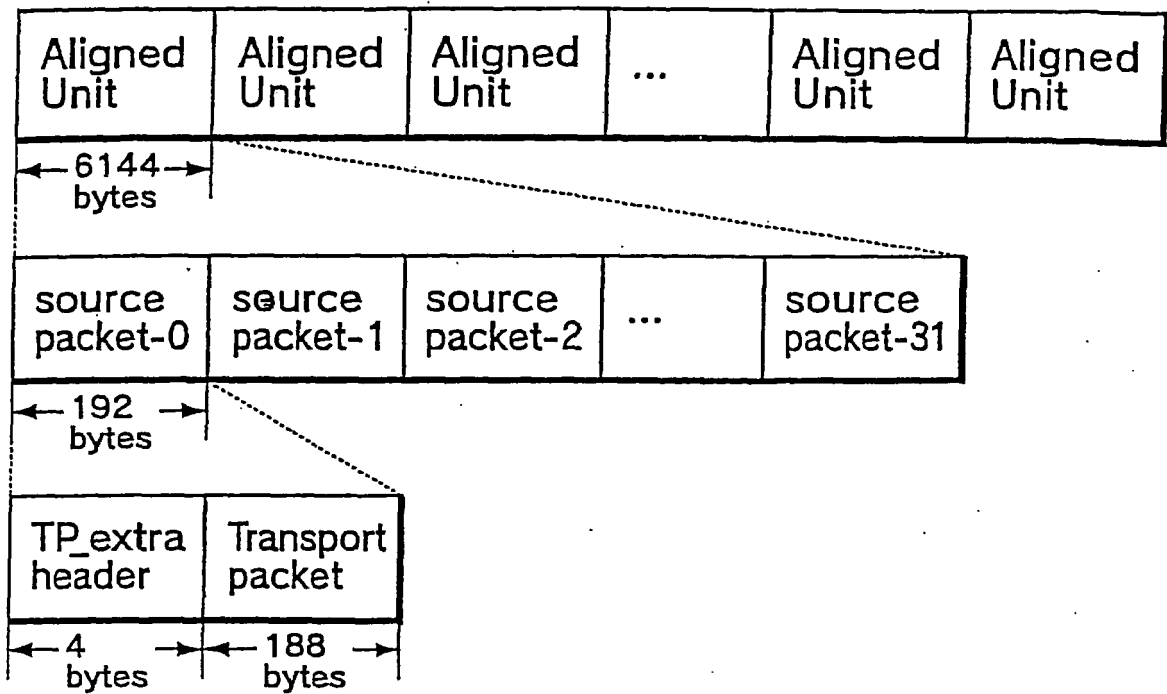 Aligned Unit
Aligned Unit
Aligned Unit
...
Aligned Unit
Aligned Unit
6144 bytes
source packet-0
source packet-1
source packet-2
...
source packet-31
192 bytes
TP_extra header
Transport packet
4 bytes
188 bytes